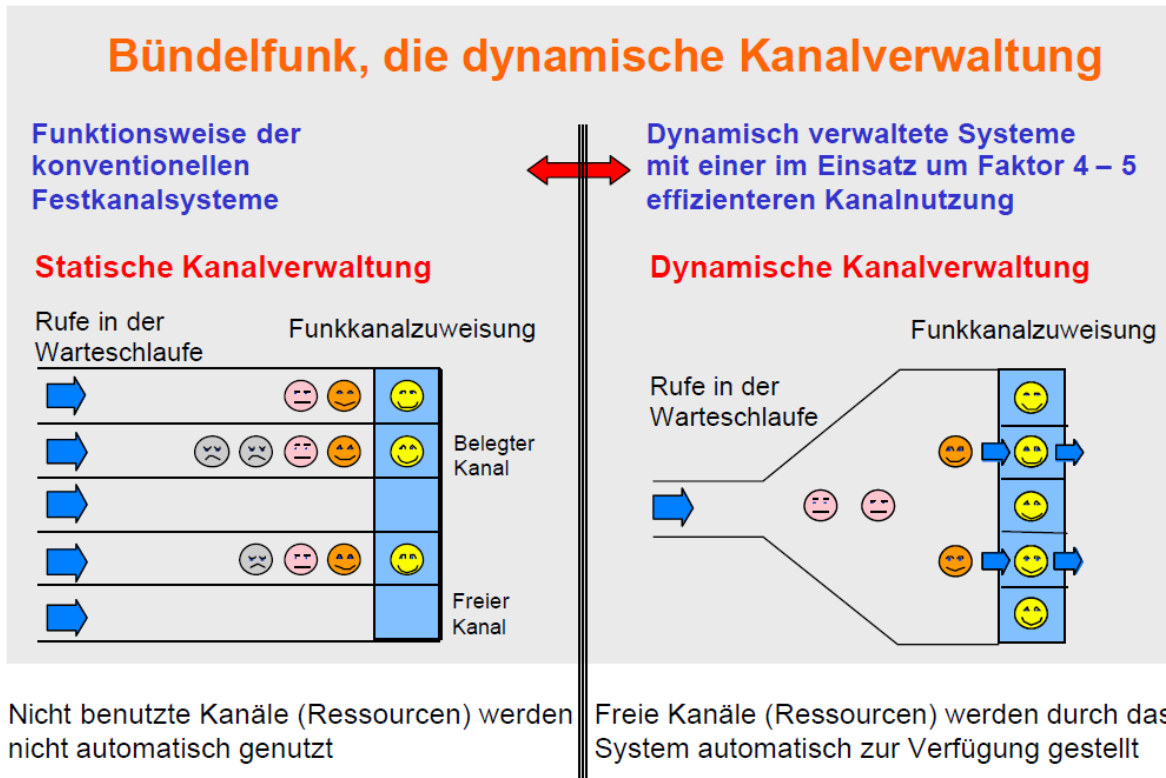 Bündelfunk, die dynamische Kanalverwaltung
Funktionsweise der
konventionellen
Festkanalsysteme
Statische Kanalverwaltung
Rufe in der
Warteschlaufe
Funkkanalzuweisung
Belegter
Kanal
Freier
Kanal
Nicht benutzte Kanäle (Ressourcen) werden
nicht automatisch genutzt
Dynamisch verwaltete Systeme
mit einer im Einsatz um Faktor 4 – 5
effizienteren Kanalnutzung
Dynamische Kanalverwaltung
Funkkanalzuweisung
Rufe in der
Warteschlaufe
Freie Kanäle (Ressourcen) werden durch das
System automatisch zur Verfügung gestellt